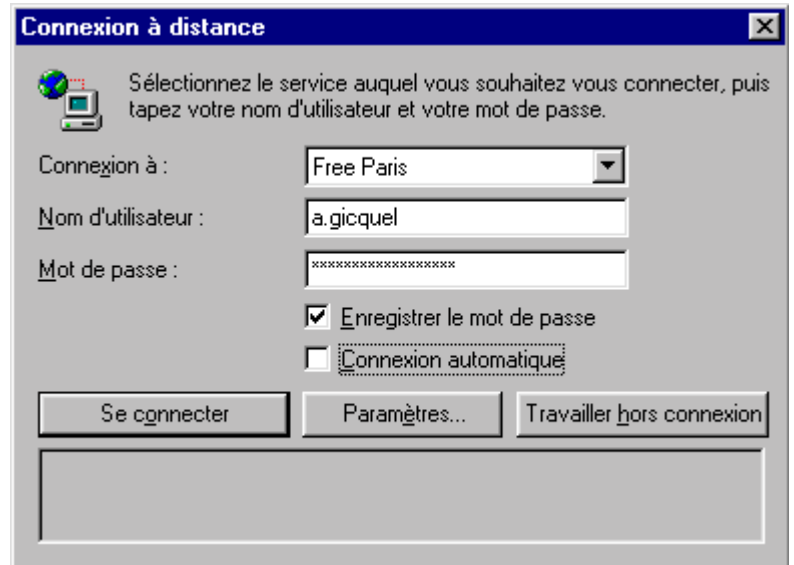 Connexion à distance
Sélectionnez le service auquel vous souhaitez vous connecter, puis
tapez votre nom d'utilisateur et votre mot de passe.
Connexion à :
Free Paris
Nom d'utilisateur :
a.gicquel
Mot de passe :
******************
Enregistrer le mot de passe
Connexion automatique
Se connecter
Paramètres...
Travailler hors connexion